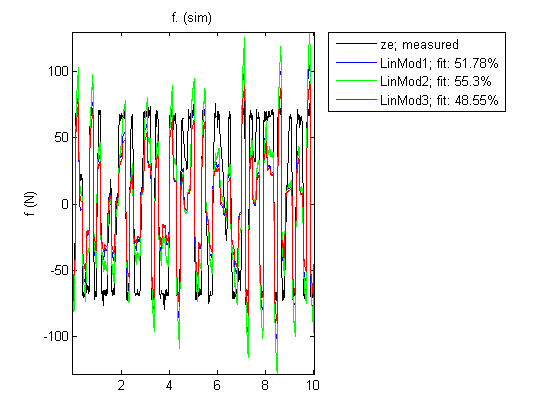 f. (sim)
ze; measured
LinMod1; fit: 51.78%
LinMod2; fit: 55.3%
LinMod3; fit: 48.55%
f (N)
100
50
0
-50
-100
2 4 6 8 10